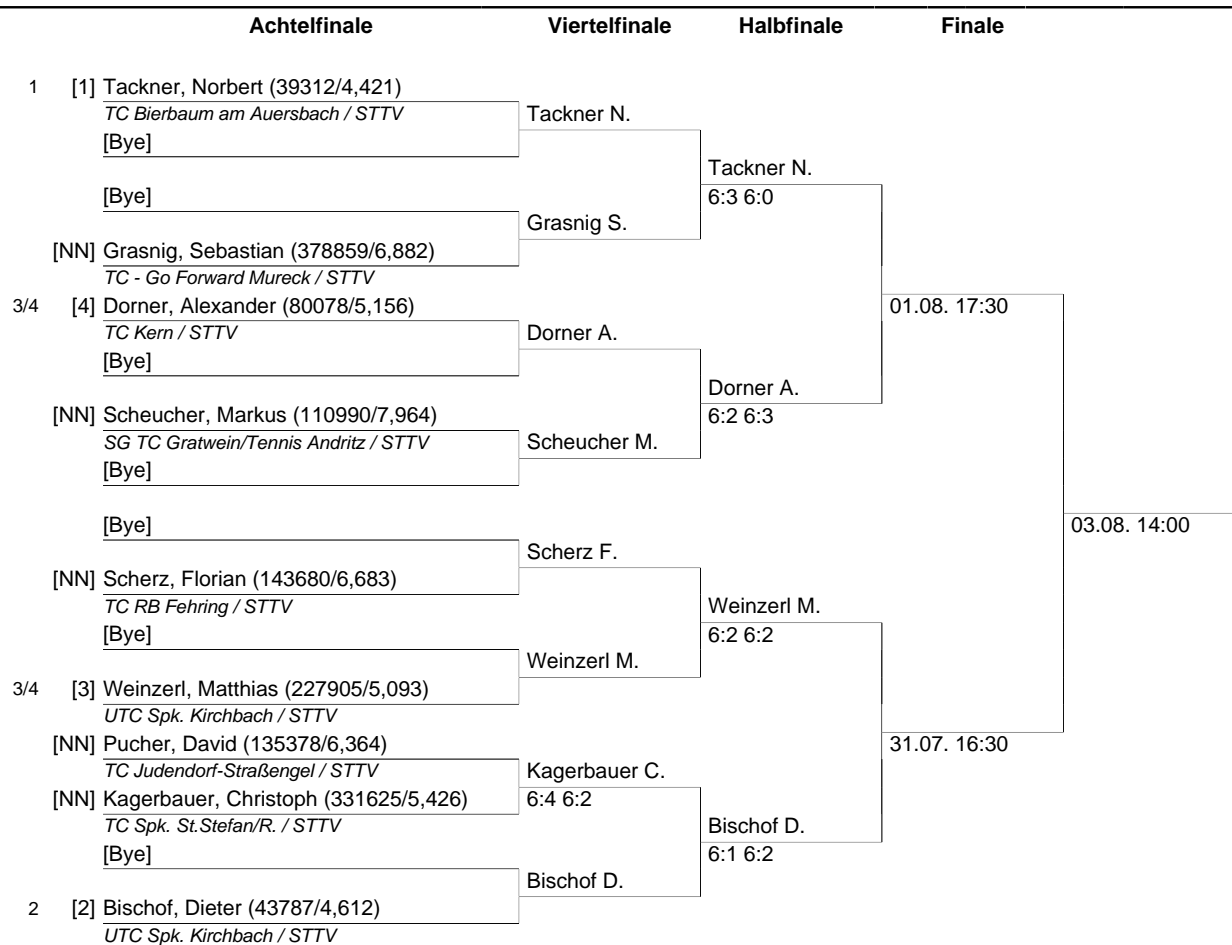 Achtelfinale Viertelfinale Halbfinale Finale
1 [1] Tackner, Norbert (39312/4,421)
TC Bierbaum am Auersbach / STTV Tackner N.
[Bye]
Tackner N.
[Bye] 6:3 6:0
Grasnig S.
[NN] Grasnig, Sebastian (378859/6,882)
TC - Go Forward Mureck / STTV
3/4 [4] Dorner, Alexander (80078/5,156) 01.08. 17:30
TC Kern / STTV Dorner A.
[Bye]
Dorner A.
[NN] Scheucher, Markus (110990/7,964) 6:2 6:3
SG TC Gratwein/Tennis Andritz / STTV Scheucher M.
[Bye]
[Bye] 03.08. 14:00
Scherz F.
[NN] Scherz, Florian (143680/6,683)
TC RB Fehring / STTV Weinzerl M.
[Bye] 6:2 6:2
Weinzerl M.
3/4 [3] Weinzerl, Matthias (227905/5,093)
UTC Spk. Kirchbach / STTV
[NN] Pucher, David (135378/6,364) 31.07. 16:30
TC Judendorf-Straßengel / STTV Kagerbauer C.
[NN] Kagerbauer, Christoph (331625/5,426) 6:4 6:2
TC Spk. St.Stefan/R. / STTV Bischof D.
[Bye] 6:1 6:2
Bischof D.
2 [2] Bischof, Dieter (43787/4,612)
UTC Spk. Kirchbach / STTV